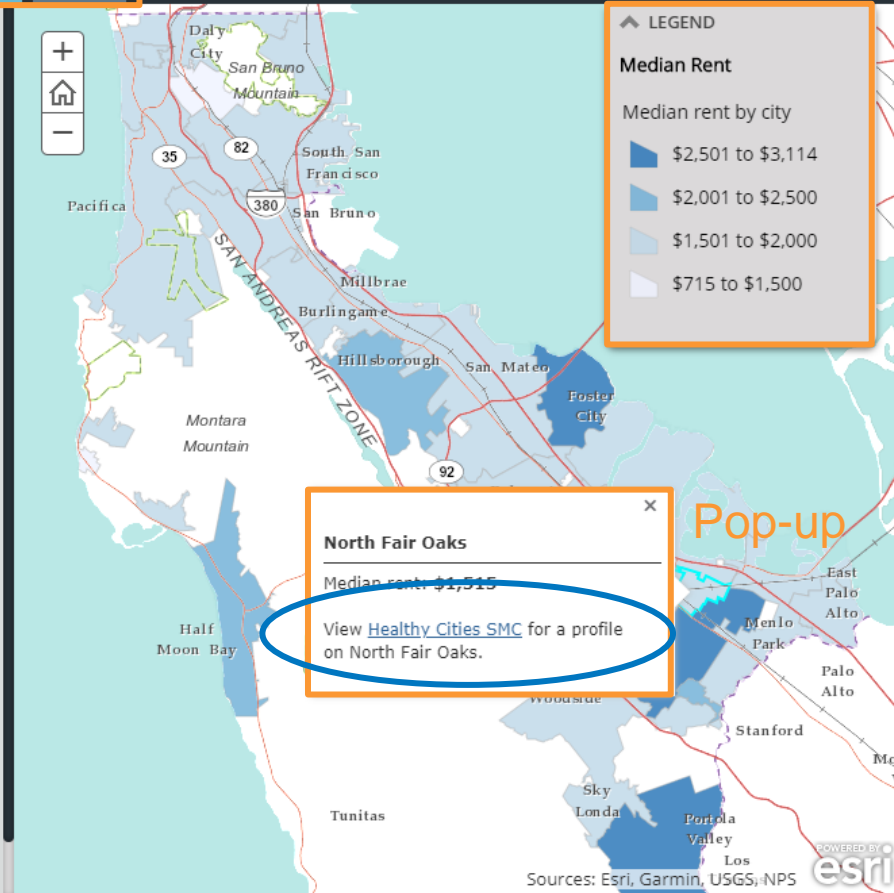 LEGEND
Median Rent
Median rent by city
$2,501 to $3,114
$2,001 to $2,500
$1,501 to $2,000
$715 to $1,500
+
−
Daly
City
San Bruno
Mountain
35
82
380
South San
Francisco
Pacifica
San Bruno
SAN ANDREAS RIFT ZONE
Millbrae
Burlingame
Hillsborough
San Mateo
Foster
City
Montara
Mountain
92
×
North Fair Oaks
Median rent: $1,515
View Healthy Cities SMC for a profile
on North Fair Oaks.
Pop-up
East
Palo
Alto
Menlo
Park
Half
Moon Bay
Palo
Alto
Woodside
Stanford
Sky
Londa
Tunitas
Portola
Valley
Los
POWERED BY
esri
Sources: Esri, Garmin, USGS, NPS